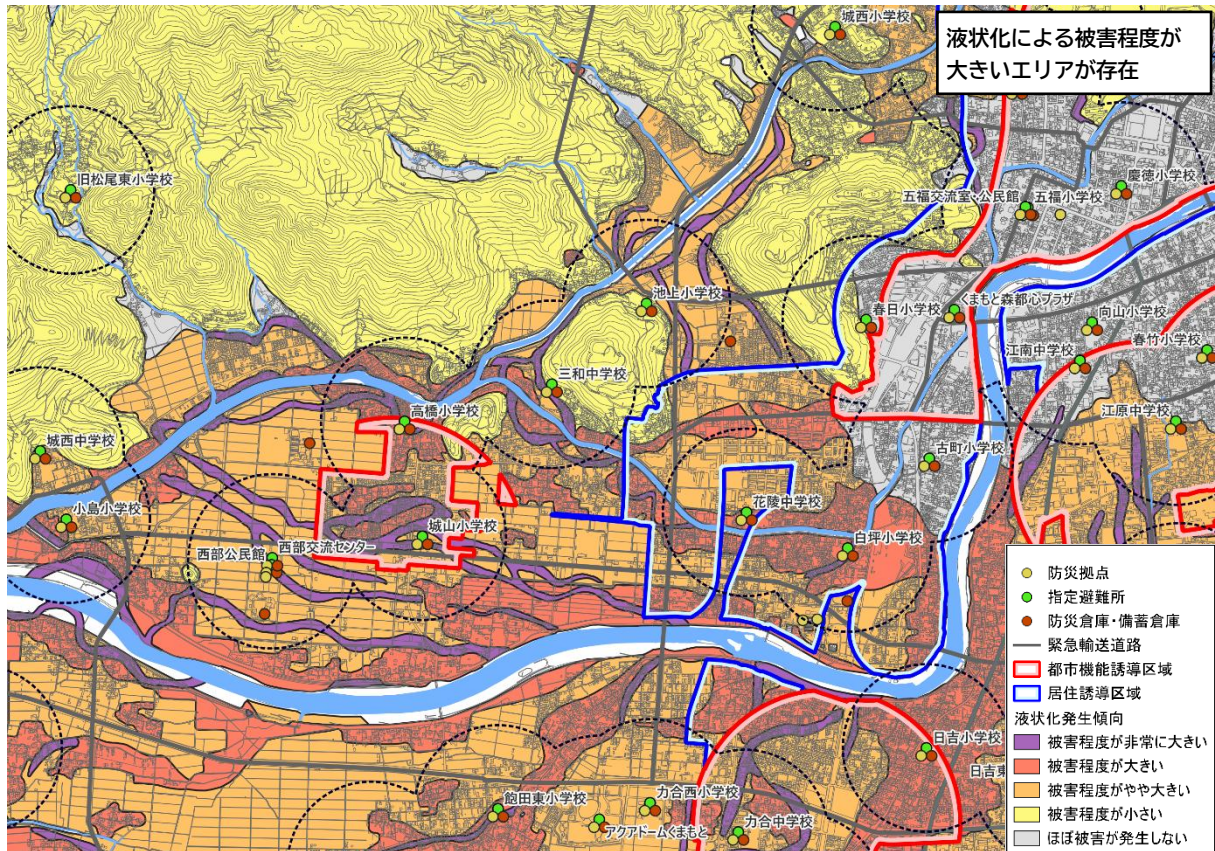 液状化による被害程度が
大きいエリアが存在
城西小学校
旧松尾東小学校
慶徳小学校
五福交流室・公民館
五福小学校
池上小学校
春日小学校
くまもと森都心プラザ
向山小学校
春竹小学校
江南中学校
三和中学校
高橋小学校
江原中学校
城西中学校
古町小学校
小島小学校
花陵中学校
城山小学校
白坪小学校
西部公民館
西部交流センター
日吉小学校
日吉東
飽田東小学校
力合西小学校
アクアドームくまもと
力合中学校
防災拠点
指定避難所
防災倉庫・備蓄倉庫
緊急輸送道路
都市機能誘導区域
居住誘導区域
液状化発生傾向
被害程度が非常に大きい
被害程度が大きい
被害程度がやや大きい
被害程度が小さい
ほぼ被害が発生しない